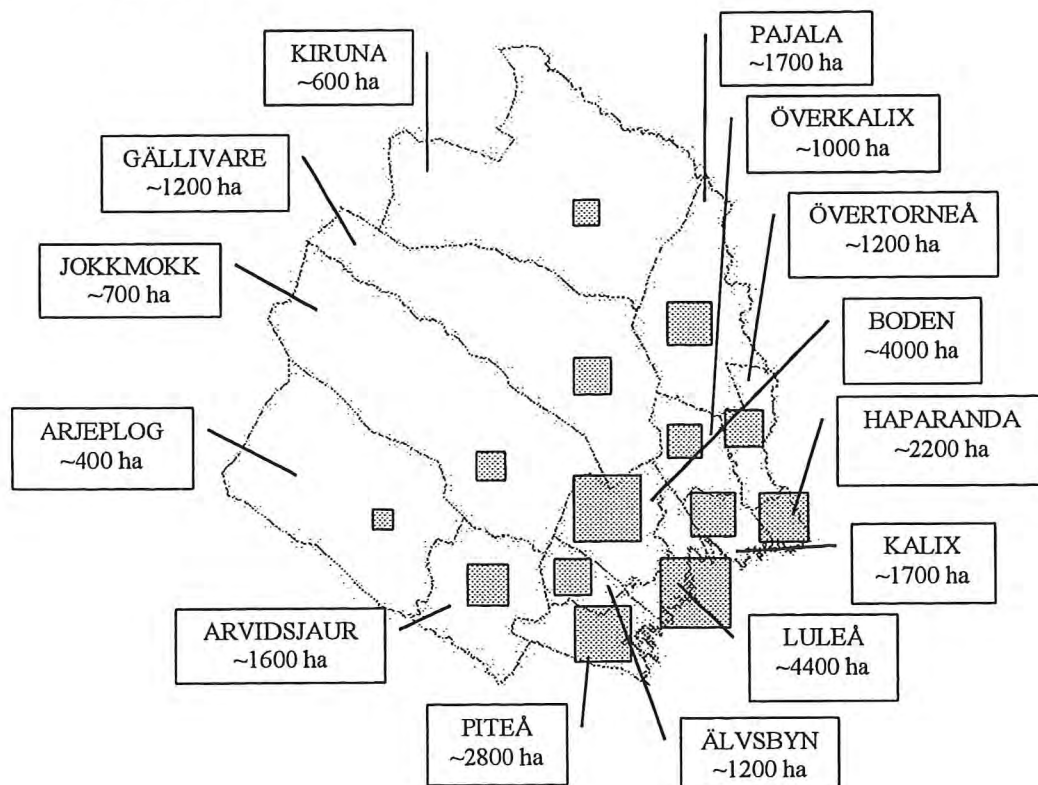 KIRUNA
~600 ha
PAJALA
~1700 ha
GÄLLIVARE
~1200 ha
ÖVERKALIX
~1000 ha
ÖVERTORNEÅ
~1200 ha
JOKKMOKK
~700 ha
BODEN
~4000 ha
ARJEPLOG
~400 ha
HAPARANDA
~2200 ha
KALIX
~1700 ha
ARVIDSJAUR
~1600 ha
LULEÅ
~4400 ha
PITEÅ
~2800 ha
ÄLVSBYN
~1200 ha